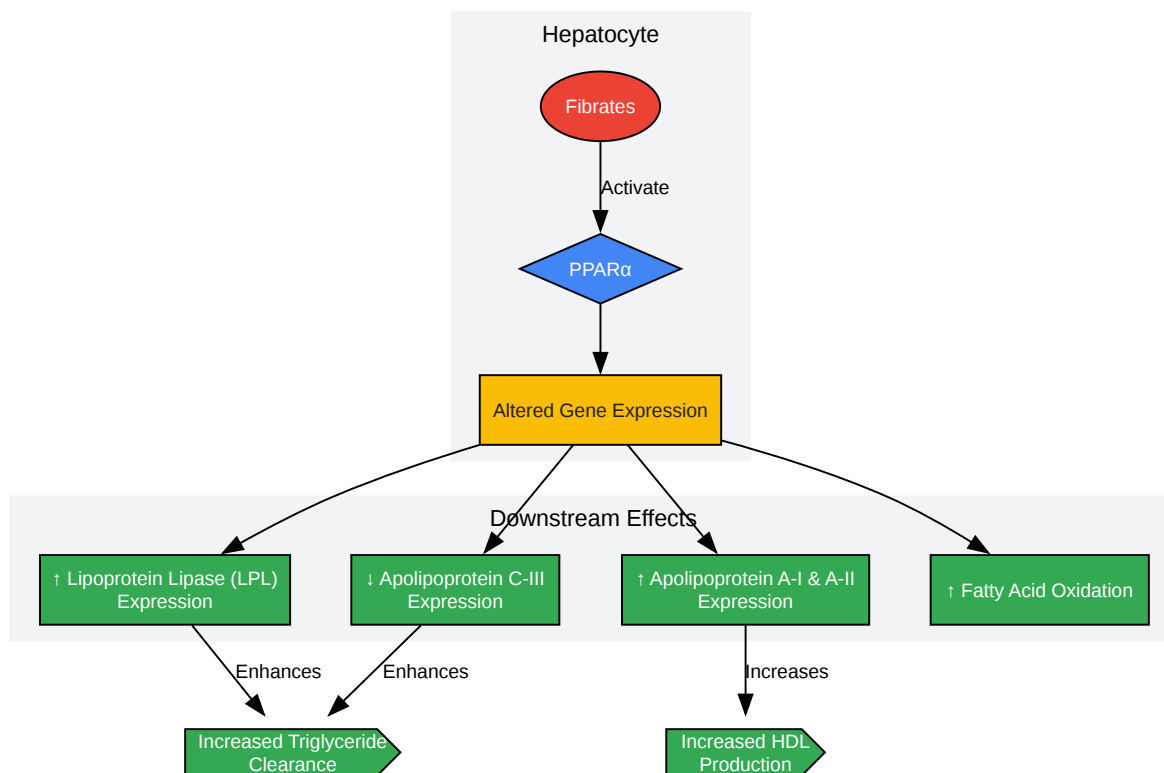 Hepatocyte
Fibrates
Activate
PPARα
Altered Gene Expression
Downstream Effects
↑ Lipoprotein Lipase (LPL)
Expression
↓ Apolipoprotein C-III
Expression
↑ Apolipoprotein A-I & A-II
Expression
↑ Fatty Acid Oxidation
Enhances
Enhances
Increases
Increased Triglyceride
Clearance
Increased HDL
Production